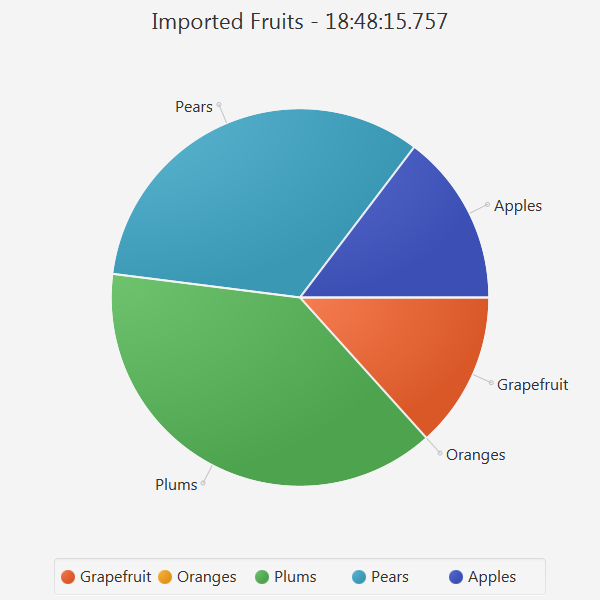 Imported Fruits - 18:48:15.757
Pears
Apples
Grapefruit
Oranges
Plums
Grapefruit Oranges Plums Pears Apples